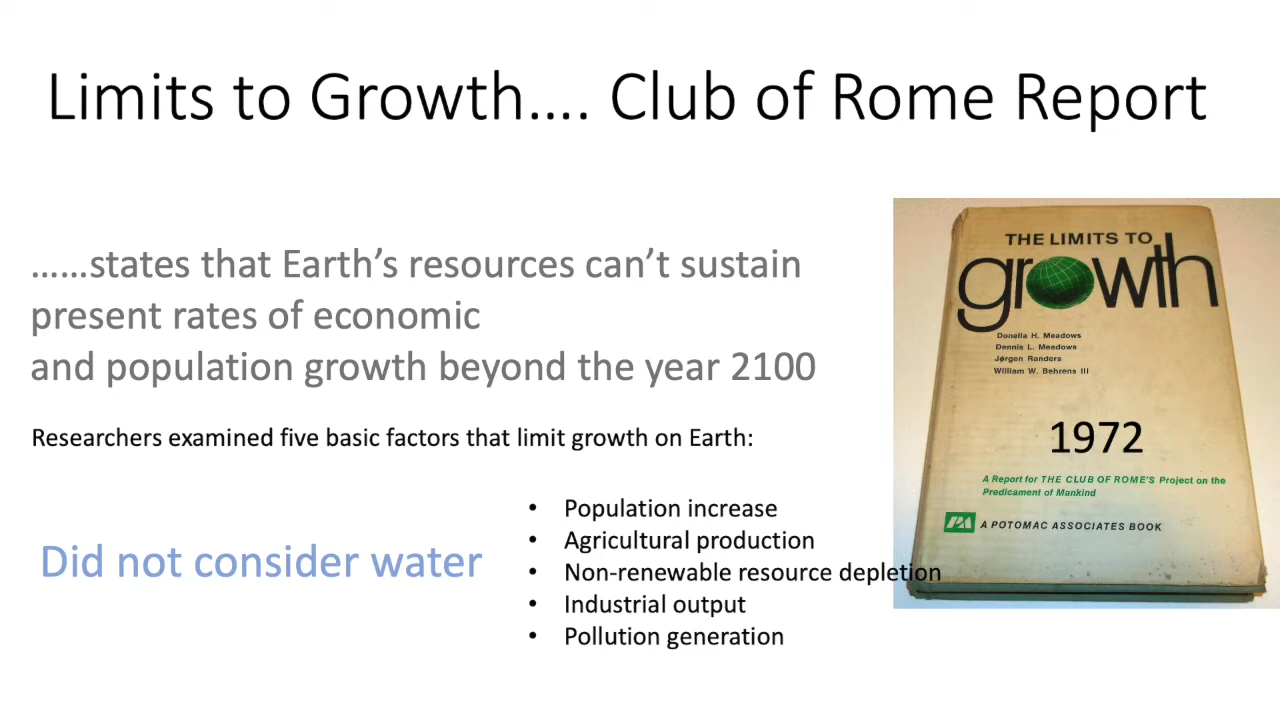 Limits to Growth…. Club of Rome Report
……states that Earth’s resources can’t sustain
present rates of economic
and population growth beyond the year 2100
Researchers examined five basic factors that limit growth on Earth:
• Population increase
• Agricultural production
• Non-renewable resource depletion
• Industrial output
• Pollution generation
Did not consider water
THE LIMITS TO
growth
Donella H. Meadows
Dennis L. Meadows
Jørgen Randers
William W. Behrens III
1972
A Report for THE CLUB OF ROME'S Project on the
Predicament of Mankind
PA A POTOMAC ASSOCIATES BOOK